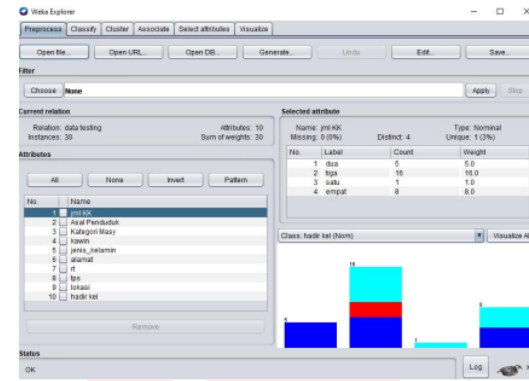 Weka Explorer
Preprocess Classify Cluster Associate Select attributes Visualize
Open file... Open URL... Open DB... Generate... Undo Edit... Save...
Filter
Choose None Apply Stop
Current relation
Relation: data testing Attributes: 10
Instances: 30 Sum of weights: 30
Attributes
All None Invert Pattern
No. Name
1 jml KK
2 Asal Penduduk
3 Kategori Masy
4 kawin
5 jenis_kelamin
6 alamat
7 rt
8 tps
9 lokasi
10 hadir kel
Remove
Selected attribute
Name: jml KK Type: Nominal
Missing: 0 (0%) Distinct: 4 Unique: 1 (3%)
No. Label Count Weight
1 dua 5 5.0
2 tiga 16 16.0
3 satu 1 1.0
4 empat 8 8.0
Class: hadir kel (Nom) Visualize Al
5
16
1
8
Status
OK
Log